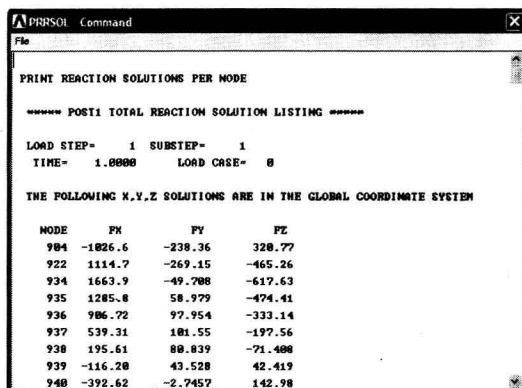 PRRSOL Command
File
PRINT REACTION SOLUTIONS PER NODE
***** POST1 TOTAL REACTION SOLUTION LISTING *****
LOAD STEP= 1 SUBSTEP= 1
TIME= 1.0000 LOAD CASE= 0
THE FOLLOWING X,Y,Z SOLUTIONS ARE IN THE GLOBAL COORDINATE SYSTEM
NODE FX FY FZ
904 -1026.6 -238.36 320.77
922 1114.7 -269.15 -465.26
934 1663.9 -49.708 -617.63
935 1285.8 58.979 -474.41
936 906.72 97.954 -333.14
937 539.31 101.55 -197.56
938 195.61 80.839 -71.408
939 -116.20 43.528 42.419
940 -392.62 -2.7457 142.98